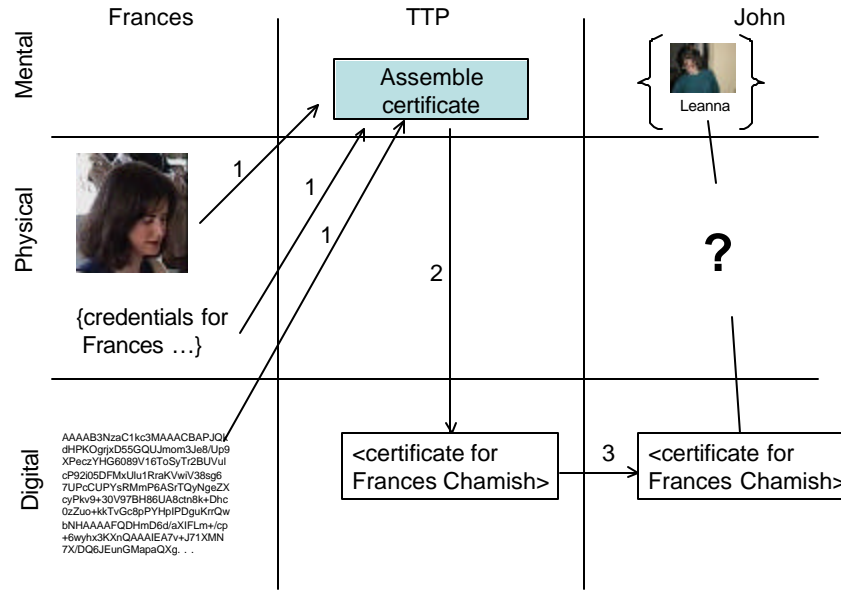 Frances
TTP
John
Mental
Assemble
certificate
Leanna
Physical
1
1
1
2
?
{credentials for
Frances …}
Digital
AAAAB3NzaC1kc3MAAACBAPJQk
dHPKOgrjxD55GQUJmom3Je8/Up9
XPeczYHG6089V16ToSyTr2BUVuI
cP92i05DFMxUlu1RraKVwiV38sg6
7UPcCUPYsRMmP6ASrTQyNgeZX
cyPkv9+30V97BH86UA8ctn8k+Dhc
0zZuo+kkTvGc8pPYHpIPDguKrrQw
bNHAAAAFQDHmD6d/aXIFLm+/cp
+6wyhx3KXnQAAAIEA7v+J71XMN
7X/DQ6JEunGMapaQXg. . .
<certificate for
Frances Chamish>
3
<certificate for
Frances Chamish>